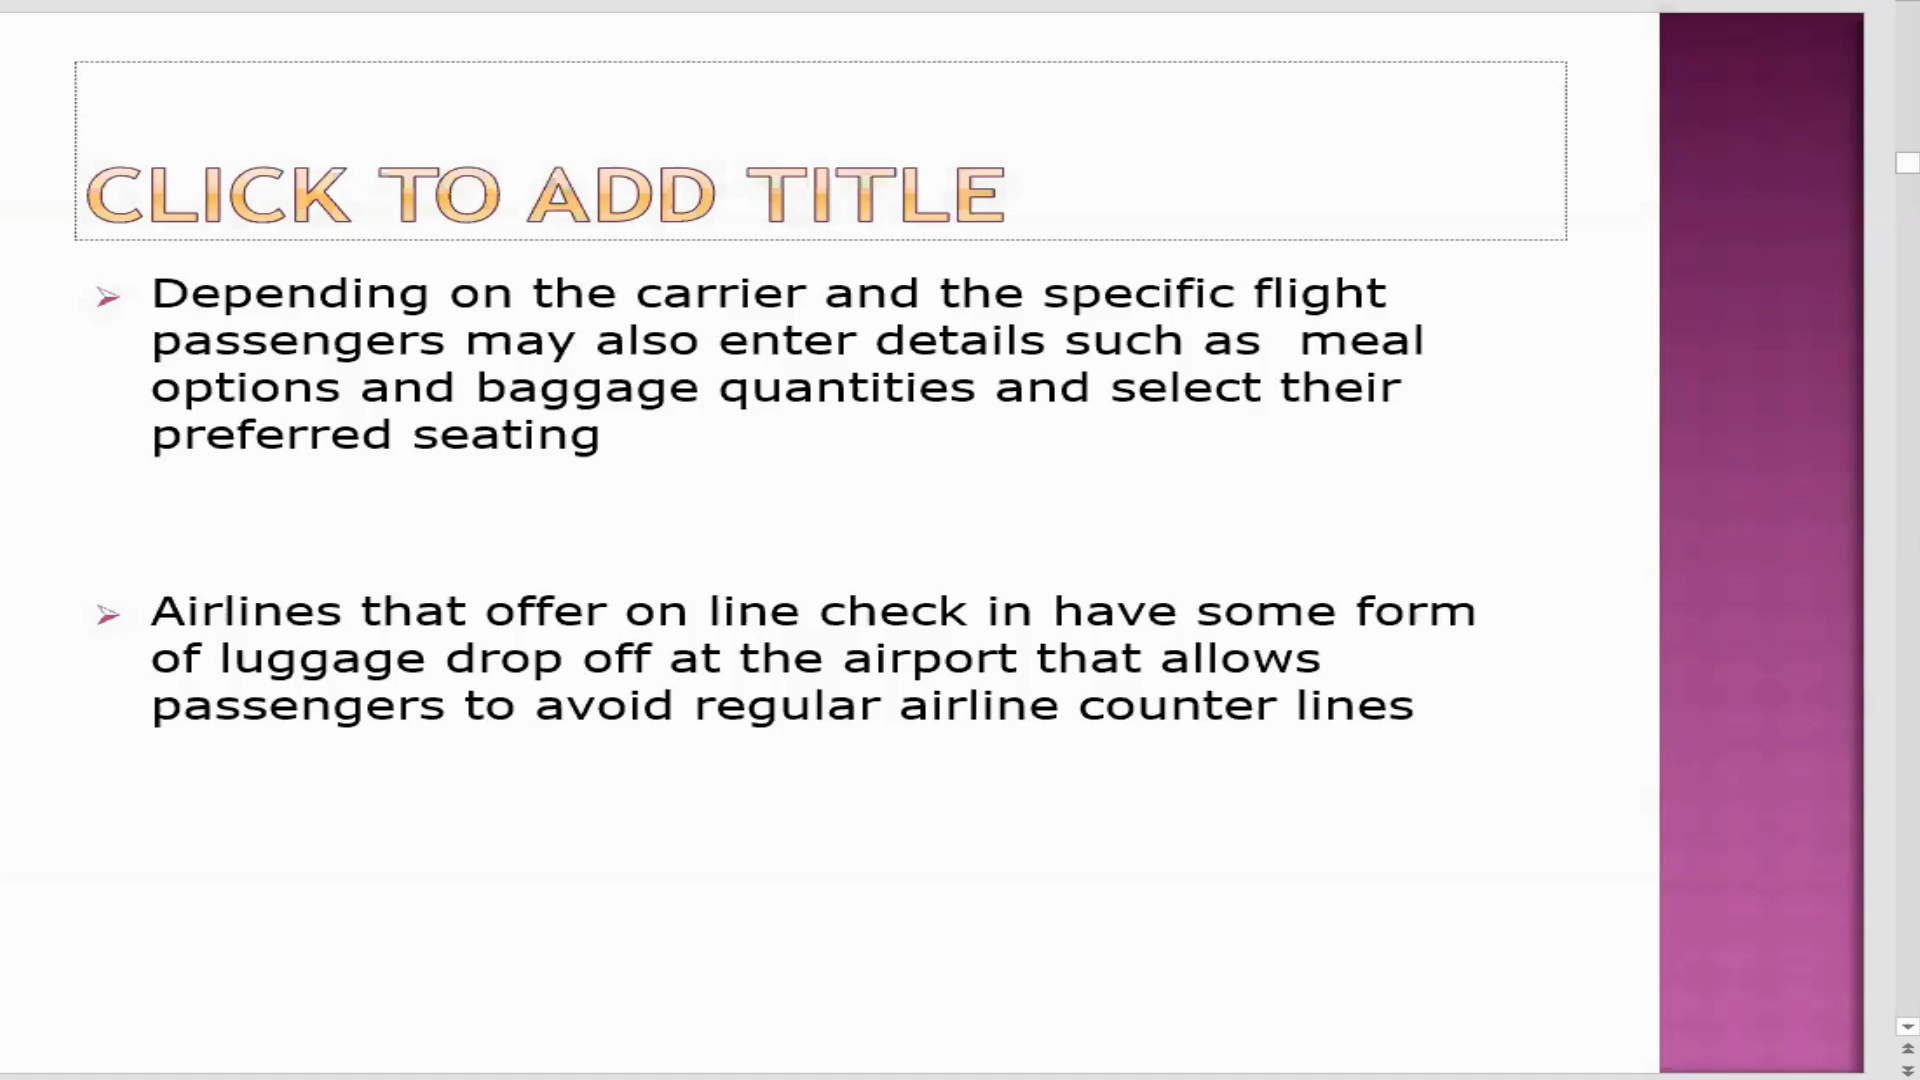 CLICK TO ADD TITLE
Depending on the carrier and the specific flight
passengers may also enter details such as  meal
options and baggage quantities and select their
preferred seating
Airlines that offer on line check in have some form
of luggage drop off at the airport that allows
passengers to avoid regular airline counter lines